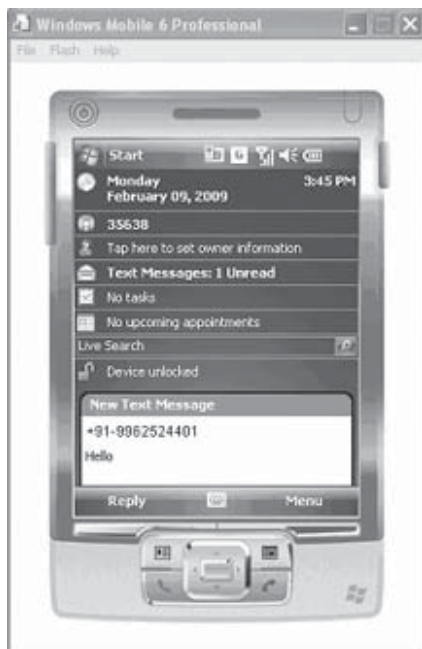 Windows Mobile 6 Professional
File Flash Help
Start
Monday 3:45 PM
February 09, 2009
35638
Tap here to set owner information
Text Messages: 1 Unread
No tasks
No upcoming appointments
Live Search
Device unlocked
New Text Message
+91-9962524401
Hello
Reply Menu